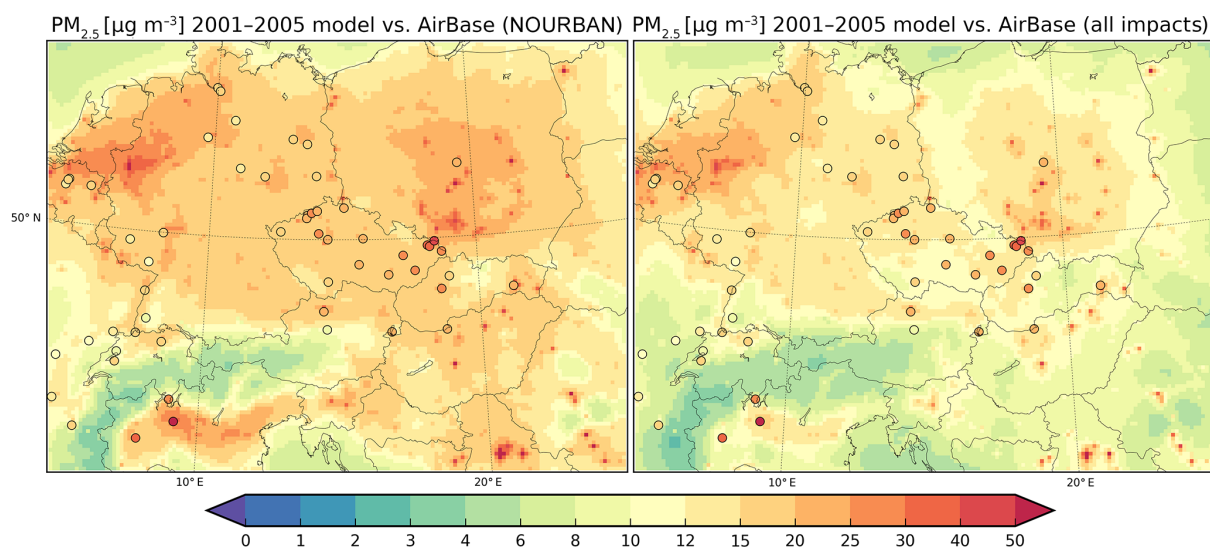 PM2.5 [µg m⁻³] 2001–2005 model vs. AirBase (NOURBAN)
PM2.5 [µg m⁻³] 2001–2005 model vs. AirBase (all impacts)
50° N
10° E
20° E
10° E
20° E
0 1 2 3 6 8 10 12 15 20 25 30 40 50